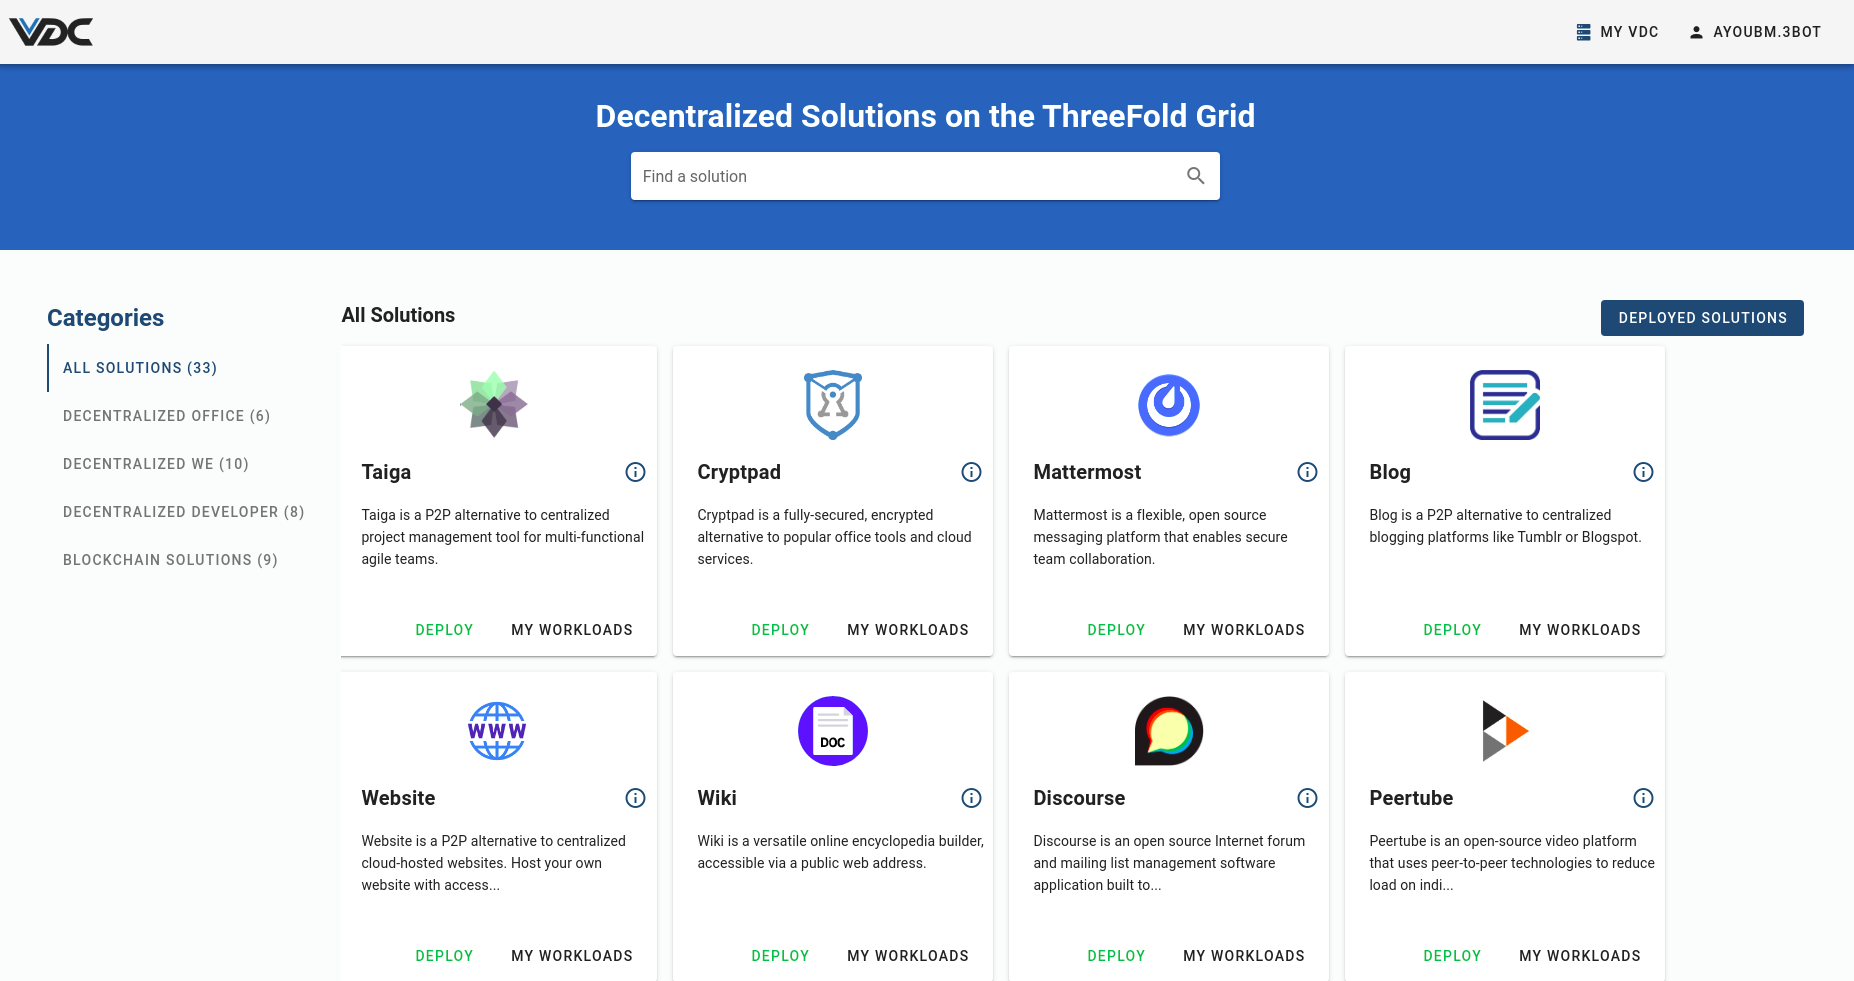 VDC
MY VDC
AYOUBM.3BOT
Decentralized Solutions on the ThreeFold Grid
Find a solution
Categories
ALL SOLUTIONS (33)
DECENTRALIZED OFFICE (6)
DECENTRALIZED WE (10)
DECENTRALIZED DEVELOPER (8)
BLOCKCHAIN SOLUTIONS (9)
All Solutions
DEPLOYED SOLUTIONS
Taiga
Taiga is a P2P alternative to centralized
project management tool for multi-functional
agile teams.
DEPLOY
MY WORKLOADS
Cryptpad
Cryptpad is a fully-secured, encrypted
alternative to popular office tools and cloud
services.
DEPLOY
MY WORKLOADS
Mattermost
Mattermost is a flexible, open source
messaging platform that enables secure
team collaboration.
DEPLOY
MY WORKLOADS
Blog
Blog is a P2P alternative to centralized
blogging platforms like Tumblr or Blogspot.
DEPLOY
MY WORKLOADS
WWW
Website
Website is a P2P alternative to centralized
cloud-hosted websites. Host your own
website with access...
DEPLOY
MY WORKLOADS
DOC
Wiki
Wiki is a versatile online encyclopedia builder,
accessible via a public web address.
DEPLOY
MY WORKLOADS
Discourse
Discourse is an open source Internet forum
and mailing list management software
application built to...
DEPLOY
MY WORKLOADS
Peertube
Peertube is an open-source video platform
that uses peer-to-peer technologies to reduce
load on indi...
DEPLOY
MY WORKLOADS